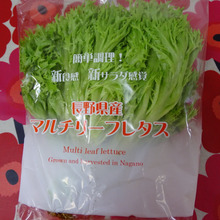 簡単調理！
新食感 新サラダ感覚
長野県産
マルチリーフレタス
Multi leaf lettuce
Grown and harvested in Nagano